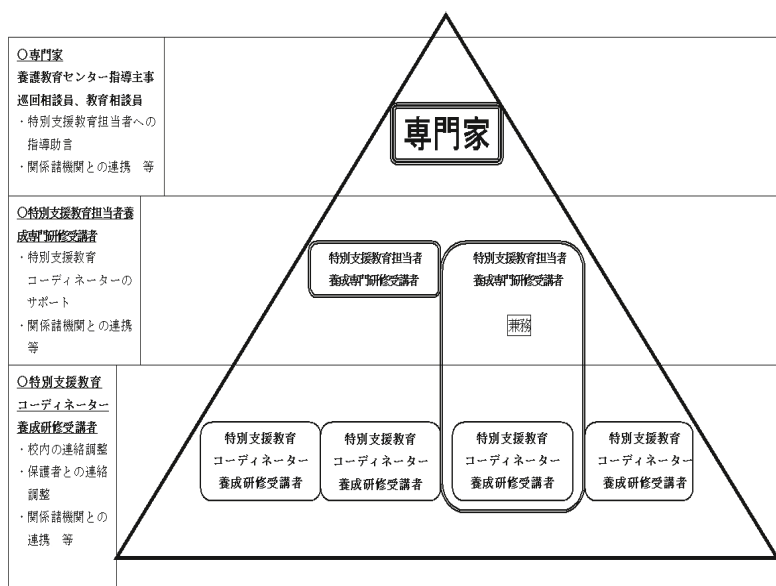 〇専門家
養護教育センター指導主事
巡回相談員、教育相談員
・特別支援教育担当者への
指導助言
・関係諸機関との連携　等
専門家
〇特別支援教育担当者養
成専門研修受講者
・特別支援教育
コーディネーターの
サポート
・関係諸機関との連携
等
特別支援教育担当者
養成専門研修受講者
特別支援教育担当者
養成専門研修受講者
兼務
〇特別支援教育
コーディネーター
養成研修受講者
・校内の連絡調整
・保護者との連絡
調整
・関係諸機関との
連携　等
特別支援教育
コーディネーター
養成研修受講者
特別支援教育
コーディネーター
養成研修受講者
特別支援教育
コーディネーター
養成研修受講者
特別支援教育
コーディネーター
養成研修受講者